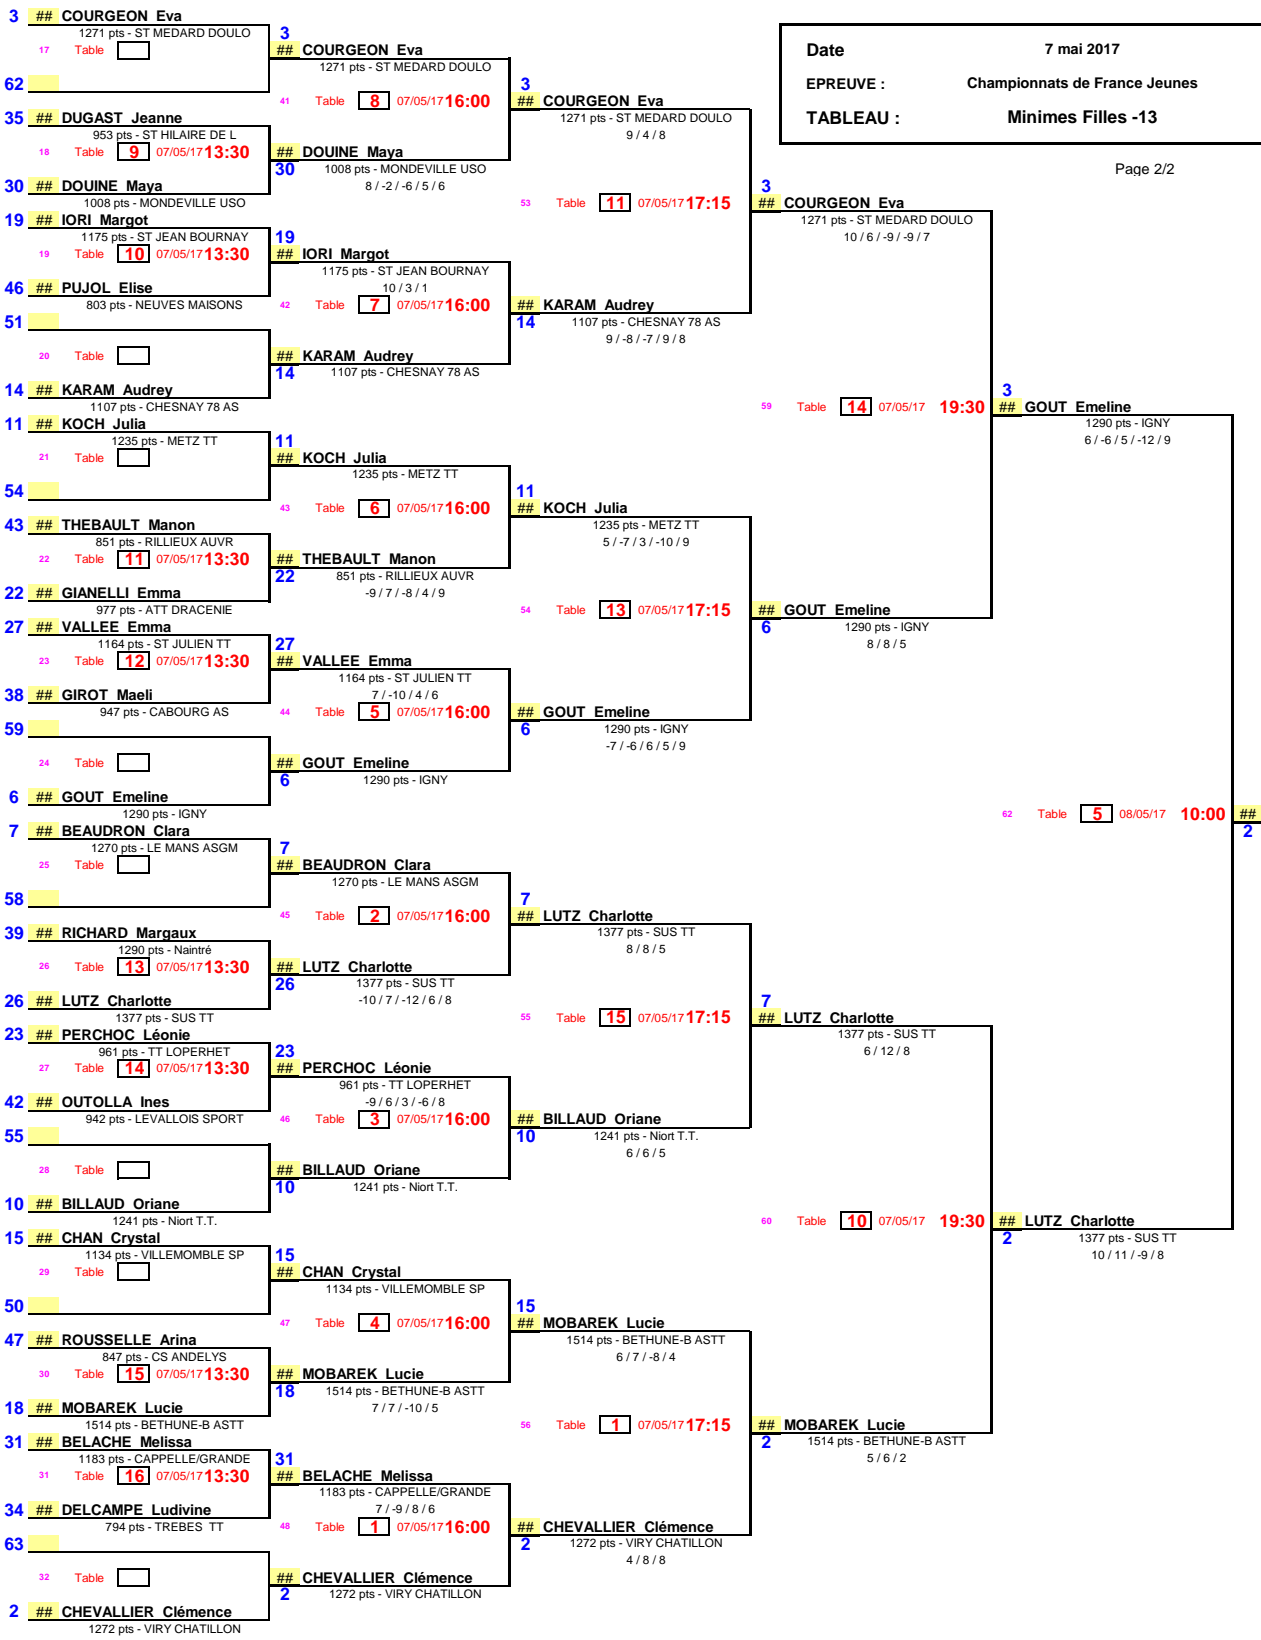 3 ## COURGEON Eva
1271 pts - ST MEDARD DOULO
17 Table
62
35 ## DUGAST Jeanne
953 pts - ST HILAIRE DE L
18 Table 9 07/05/17 13:30
30 ## DOUINE Maya
1008 pts - MONDEVILLE USO
19 ## IORI Margot
1175 pts - ST JEAN BOURNAY
19 Table 10 07/05/17 13:30
46 ## PUJOL Elise
803 pts - NEUVES MAISONS
51
20 Table
14 ## KARAM Audrey
1107 pts - CHESNAY 78 AS
11 ## KOCH Julia
1235 pts - METZ TT
21 Table
54
43 ## THEBAULT Manon
851 pts - RILLIEUX AUVR
22 Table 11 07/05/17 13:30
22 ## GIANELLI Emma
977 pts - ATT DRACENIE
27 ## VALLEE Emma
1164 pts - ST JULIEN TT
23 Table 12 07/05/17 13:30
38 ## GIROT Maeli
947 pts - CABOURG AS
59
24 Table
6 ## GOUT Emeline
1290 pts - IGNY
7 ## BEAUDRON Clara
1270 pts - LE MANS ASGM
25 Table
58
39 ## RICHARD Margaux
1290 pts - Naintré
26 Table 13 07/05/17 13:30
26 ## LUTZ Charlotte
1377 pts - SUS TT
23 ## PERCHOC Léonie
961 pts - TT LOPERHET
27 Table 14 07/05/17 13:30
42 ## OUTOLLA Ines
942 pts - LEVALLOIS SPORT
55
28 Table
10 ## BILLAUD Oriane
1241 pts - Niort T.T.
15 ## CHAN Crystal
1134 pts - VILLEMOMBLE SP
29 Table
50
47 ## ROUSSELLE Arina
847 pts - CS ANDELYS
30 Table 15 07/05/17 13:30
18 ## MOBAREK Lucie
1514 pts - BETHUNE-B ASTT
31 ## BELACHE Melissa
1183 pts - CAPPELLE/GRANDE
31 Table 16 07/05/17 13:30
34 ## DELCAMPE Ludivine
794 pts - TREBES TT
63
32 Table
2 ## CHEVALLIER Clémence
1272 pts - VIRY CHATILLON
3
## COURGEON Eva
1271 pts - ST MEDARD DOULO
41 Table 8 07/05/17 16:00
## DOUINE Maya
30
1008 pts - MONDEVILLE USO
8 / -2 / -6 / 5 / 6
19
## IORI Margot
1175 pts - ST JEAN BOURNAY
10 / 3 / 1
42 Table 7 07/05/17 16:00
## KARAM Audrey
14
1107 pts - CHESNAY 78 AS
11
## KOCH Julia
1235 pts - METZ TT
43 Table 6 07/05/17 16:00
## THEBAULT Manon
22
851 pts - RILLIEUX AUVR
-9 / 7 / -8 / 4 / 9
27
## VALLEE Emma
1164 pts - ST JULIEN TT
7 / -10 / 4 / 6
44 Table 5 07/05/17 16:00
## GOUT Emeline
6
1290 pts - IGNY
7
## BEAUDRON Clara
1270 pts - LE MANS ASGM
45 Table 2 07/05/17 16:00
## LUTZ Charlotte
26
1377 pts - SUS TT
-10 / 7 / -12 / 6 / 8
23
## PERCHOC Léonie
961 pts - TT LOPERHET
-9 / 6 / 3 / -6 / 8
46 Table 3 07/05/17 16:00
## BILLAUD Oriane
10
1241 pts - Niort T.T.
15
## CHAN Crystal
1134 pts - VILLEMOMBLE SP
47 Table 4 07/05/17 16:00
## MOBAREK Lucie
18
1514 pts - BETHUNE-B ASTT
7 / 7 / -10 / 5
31
## BELACHE Melissa
1183 pts - CAPPELLE/GRANDE
7 / -9 / 8 / 6
48 Table 1 07/05/17 16:00
## CHEVALLIER Clémence
2
1272 pts - VIRY CHATILLON
3
## COURGEON Eva
1271 pts - ST MEDARD DOULO
9 / 4 / 8
53 Table 11 07/05/17 17:15
## KARAM Audrey
14
1107 pts - CHESNAY 78 AS
9 / -8 / -7 / 9 / 8
11
## KOCH Julia
1235 pts - METZ TT
5 / -7 / 3 / -10 / 9
54 Table 13 07/05/17 17:15
## GOUT Emeline
6
1290 pts - IGNY
-7 / -6 / 6 / 5 / 9
7
## LUTZ Charlotte
1377 pts - SUS TT
8 / 8 / 5
55 Table 15 07/05/17 17:15
## BILLAUD Oriane
10
1241 pts - Niort T.T.
6 / 6 / 5
15
## MOBAREK Lucie
1514 pts - BETHUNE-B ASTT
6 / 7 / -8 / 4
56 Table 1 07/05/17 17:15
## CHEVALLIER Clémence
2
1272 pts - VIRY CHATILLON
4 / 8 / 8
Date 7 mai 2017
EPREUVE : Championnats de France Jeunes
TABLEAU : Minimes Filles -13
Page 2/2
3
## COURGEON Eva
1271 pts - ST MEDARD DOULO
10 / 6 / -9 / -9 / 7
59 Table 14 07/05/17 19:30
## GOUT Emeline
6
1290 pts - IGNY
8 / 8 / 5
7
## LUTZ Charlotte
1377 pts - SUS TT
6 / 12 / 8
60 Table 10 07/05/17 19:30
## MOBAREK Lucie
2
1514 pts - BETHUNE-B ASTT
5 / 6 / 2
3
## GOUT Emeline
1290 pts - IGNY
6 / -6 / 5 / -12 / 9
62 Table 5 08/05/17 10:00 ##
2
## LUTZ Charlotte
2
1377 pts - SUS TT
10 / 11 / -9 / 8